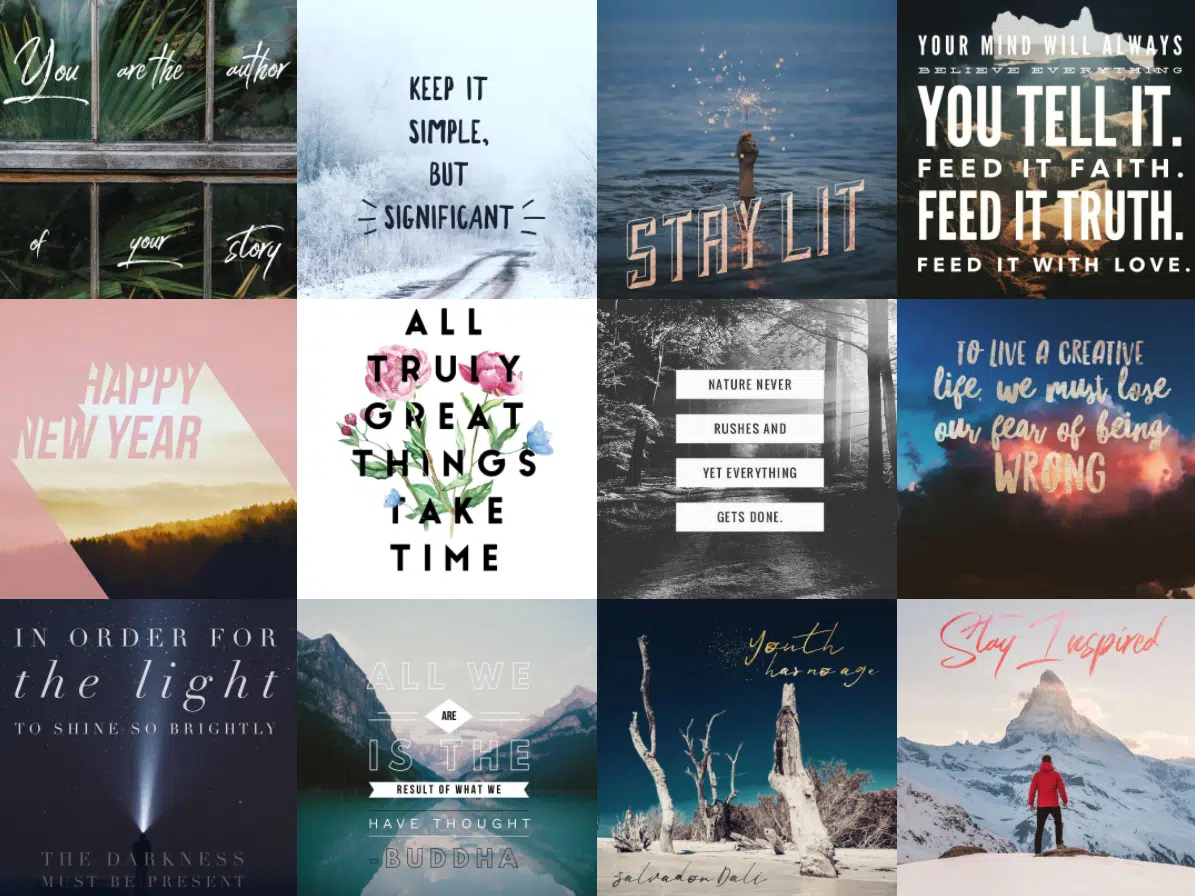 You are the author
of your story
KEEP IT
SIMPLE,
BUT
SIGNIFICANT
STAY LIT
YOUR MIND WILL ALWAYS
BELIEVE EVERYTHING
YOU TELL IT.
FEED IT FAITH.
FEED IT TRUTH.
FEED IT WITH LOVE.
HAPPY
NEW YEAR
ALL
TRULY
GREAT
THINGS
TAKE
TIME
NATURE NEVER
RUSHES AND
YET EVERYTHING
GETS DONE.
TO LIVE A CREATIVE
life, we must lose
our fear of being
WRONG
IN ORDER FOR
the light
TO SHINE SO BRIGHTLY
THE DARKNESS
MUST BE PRESENT
ALL WE
ARE
IS THE
RESULT OF WHAT WE
HAVE THOUGHT
-BUDDHA
Youth
has no age
salvador Dali
Stay Inspired